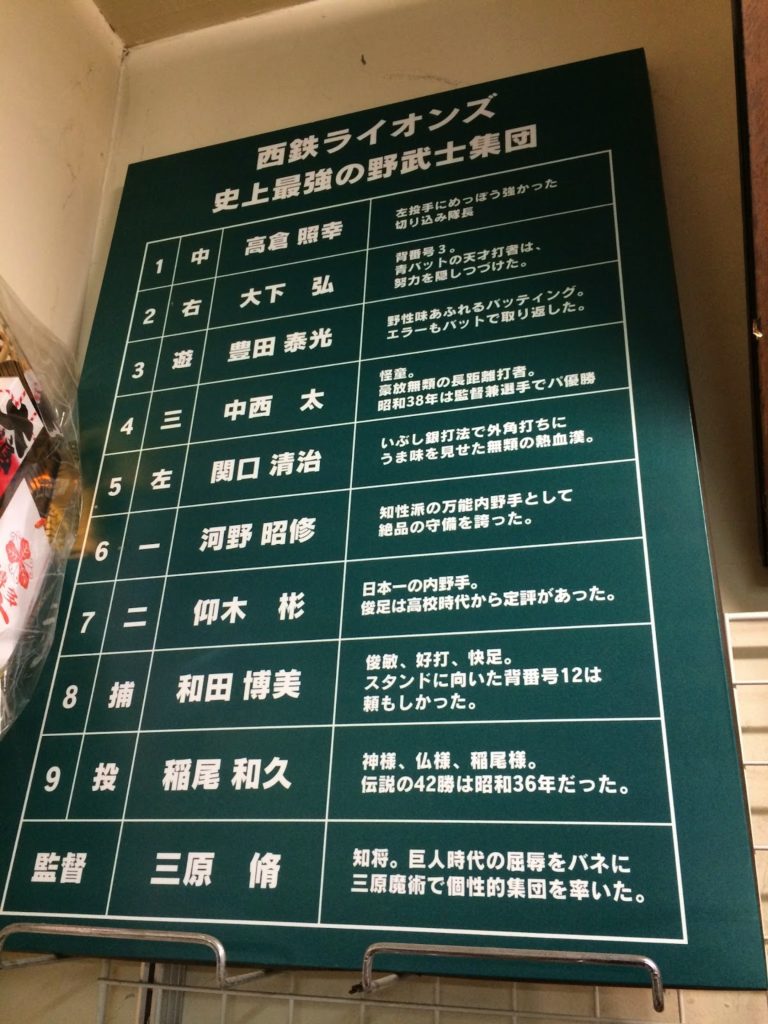 西鉄ライオンズ
史上最強の野武士集団
1 中 高倉 照幸 左投手にめっぽう強かった
切り込み隊長
2 右 大下 弘 背番号3。
青バットの天才打者は、
努力を隠しつづけた。
3 遊 豊田 泰光 野性味あふれるバッテイング。
エラーもバットで取り返した。
4 三 中西 太 怪童。
豪放無類の長距離打者。
昭和38年は監督兼選手でパ優勝
5 左 関口 清治 いぶし銀打法で外角打ちに
うま味を見せた無類の熱血漢。
6 一 河野 昭修 知性派の万能内野手として
絶品の守備を誇った。
7 二 仰木 彬 日本一の内野手。
俊足は高校時代から定評があった。
8 捕 和田 博美 俊敏、好打、快足。
スタンドに向いた背番号12は
頼もしかった。
9 投 稲尾 和久 神様、仏様、稲尾様。
伝説の42勝は昭和36年だった。
監督 三原 脩 知将。巨人時代の屈辱をバネに
三原魔術で個性的集団を率いた。